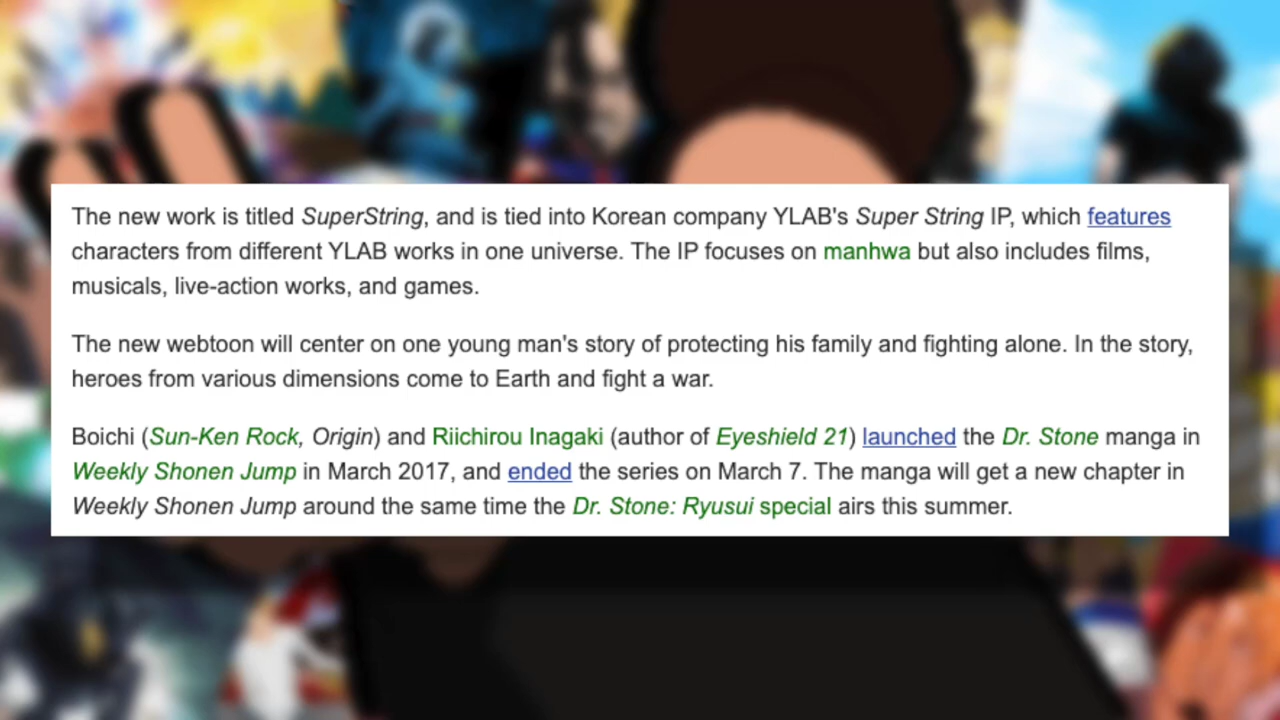 The new work is titled SuperString, and is tied into Korean company YLAB's Super String IP, which features
characters from different YLAB works in one universe. The IP focuses on manhwa but also includes films,
musicals, live-action works, and games.
The new webtoon will center on one young man's story of protecting his family and fighting alone. In the story,
heroes from various dimensions come to Earth and fight a war.
Boichi (Sun-Ken Rock, Origin) and Riichirou Inagaki (author of Eyeshield 21) launched the Dr. Stone manga in
Weekly Shonen Jump in March 2017, and ended the series on March 7. The manga will get a new chapter in
Weekly Shonen Jump around the same time the Dr. Stone: Ryusui special airs this summer.